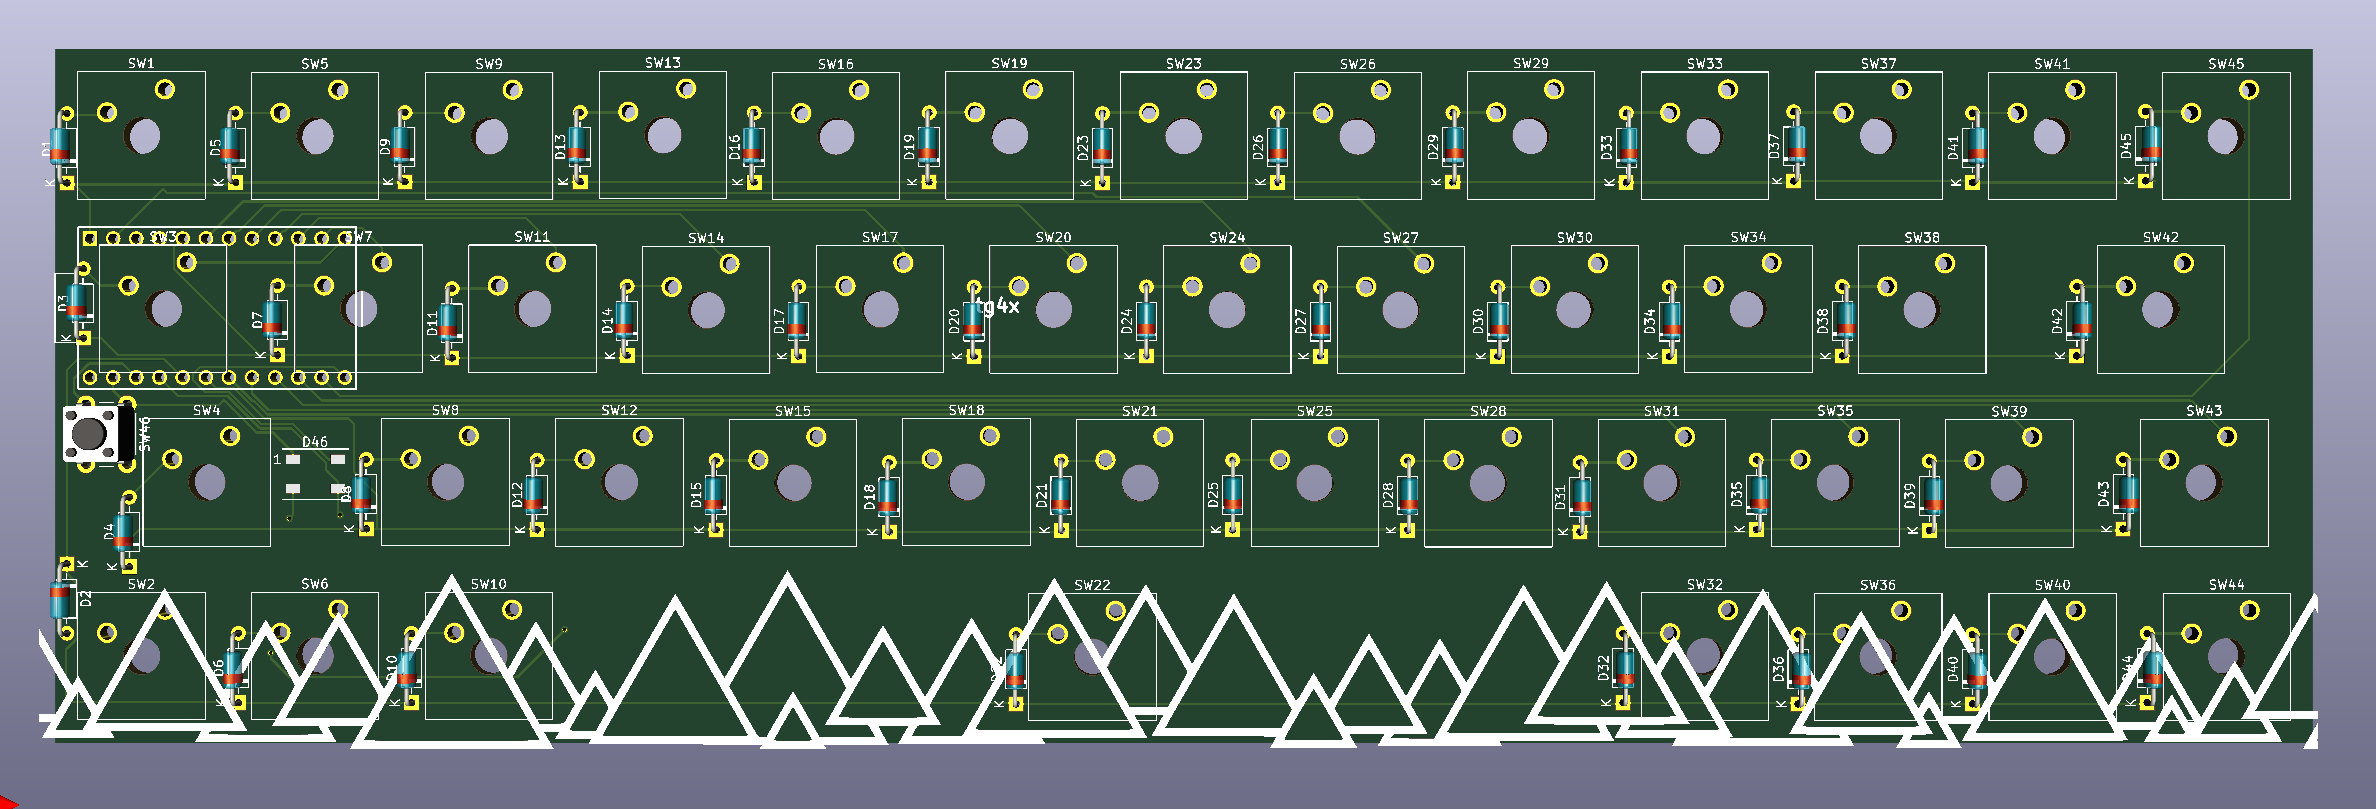 SW1 SW5 SW9 SW13 SW16 SW19 SW23 SW26 SW29 SW33 SW37 SW41 SW45
D1 D5 D9 D13 D16 D19 D23 D26 D29 D33 D37 D41 D45
K K K K K K K K K K K K K
SW3 SW7 SW11 SW14 SW17 SW20 SW24 SW27 SW30 SW34 SW38 SW42
tg4x
D3 D7 D11 D14 D17 D20 D24 D27 D30 D34 D38 D42
K K K K K K K K K K K K
SW4 SW8 SW12 SW15 SW18 SW21 SW25 SW28 SW31 SW35 SW39 SW43
SW46
D46
1
D4 D8 D12 D15 D18 D21 D25 D28 D31 D35 D39 D43
K K K K K K K K K K K K
K
SW2 SW6 SW10 SW22 SW32 SW36 SW40 SW44
D2 D6 D10 D32 D36 D40 D44
K K K K K K K